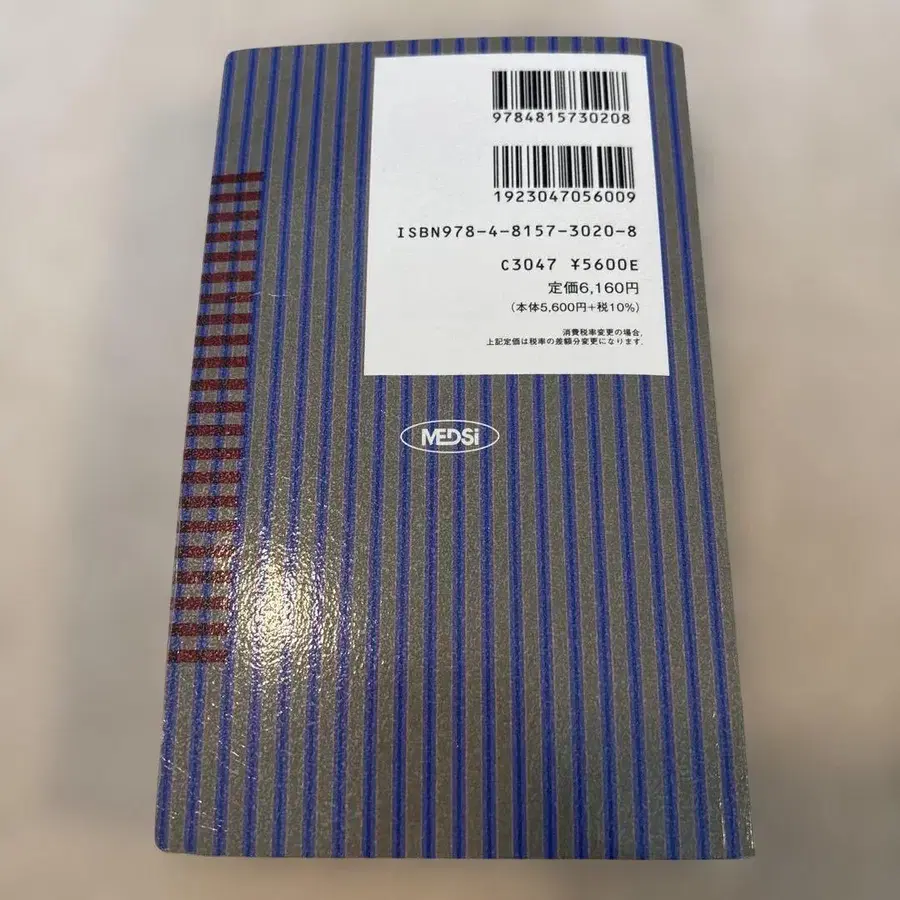 9784815730208
1923047056009
ISBN978-4-8157-3020-8
C3047 ¥5600E
定価6,160円
(本体5,600円+税10%)
消費税率変更の場合,
上記定価は税率の差額分変更になります.
MEDSi